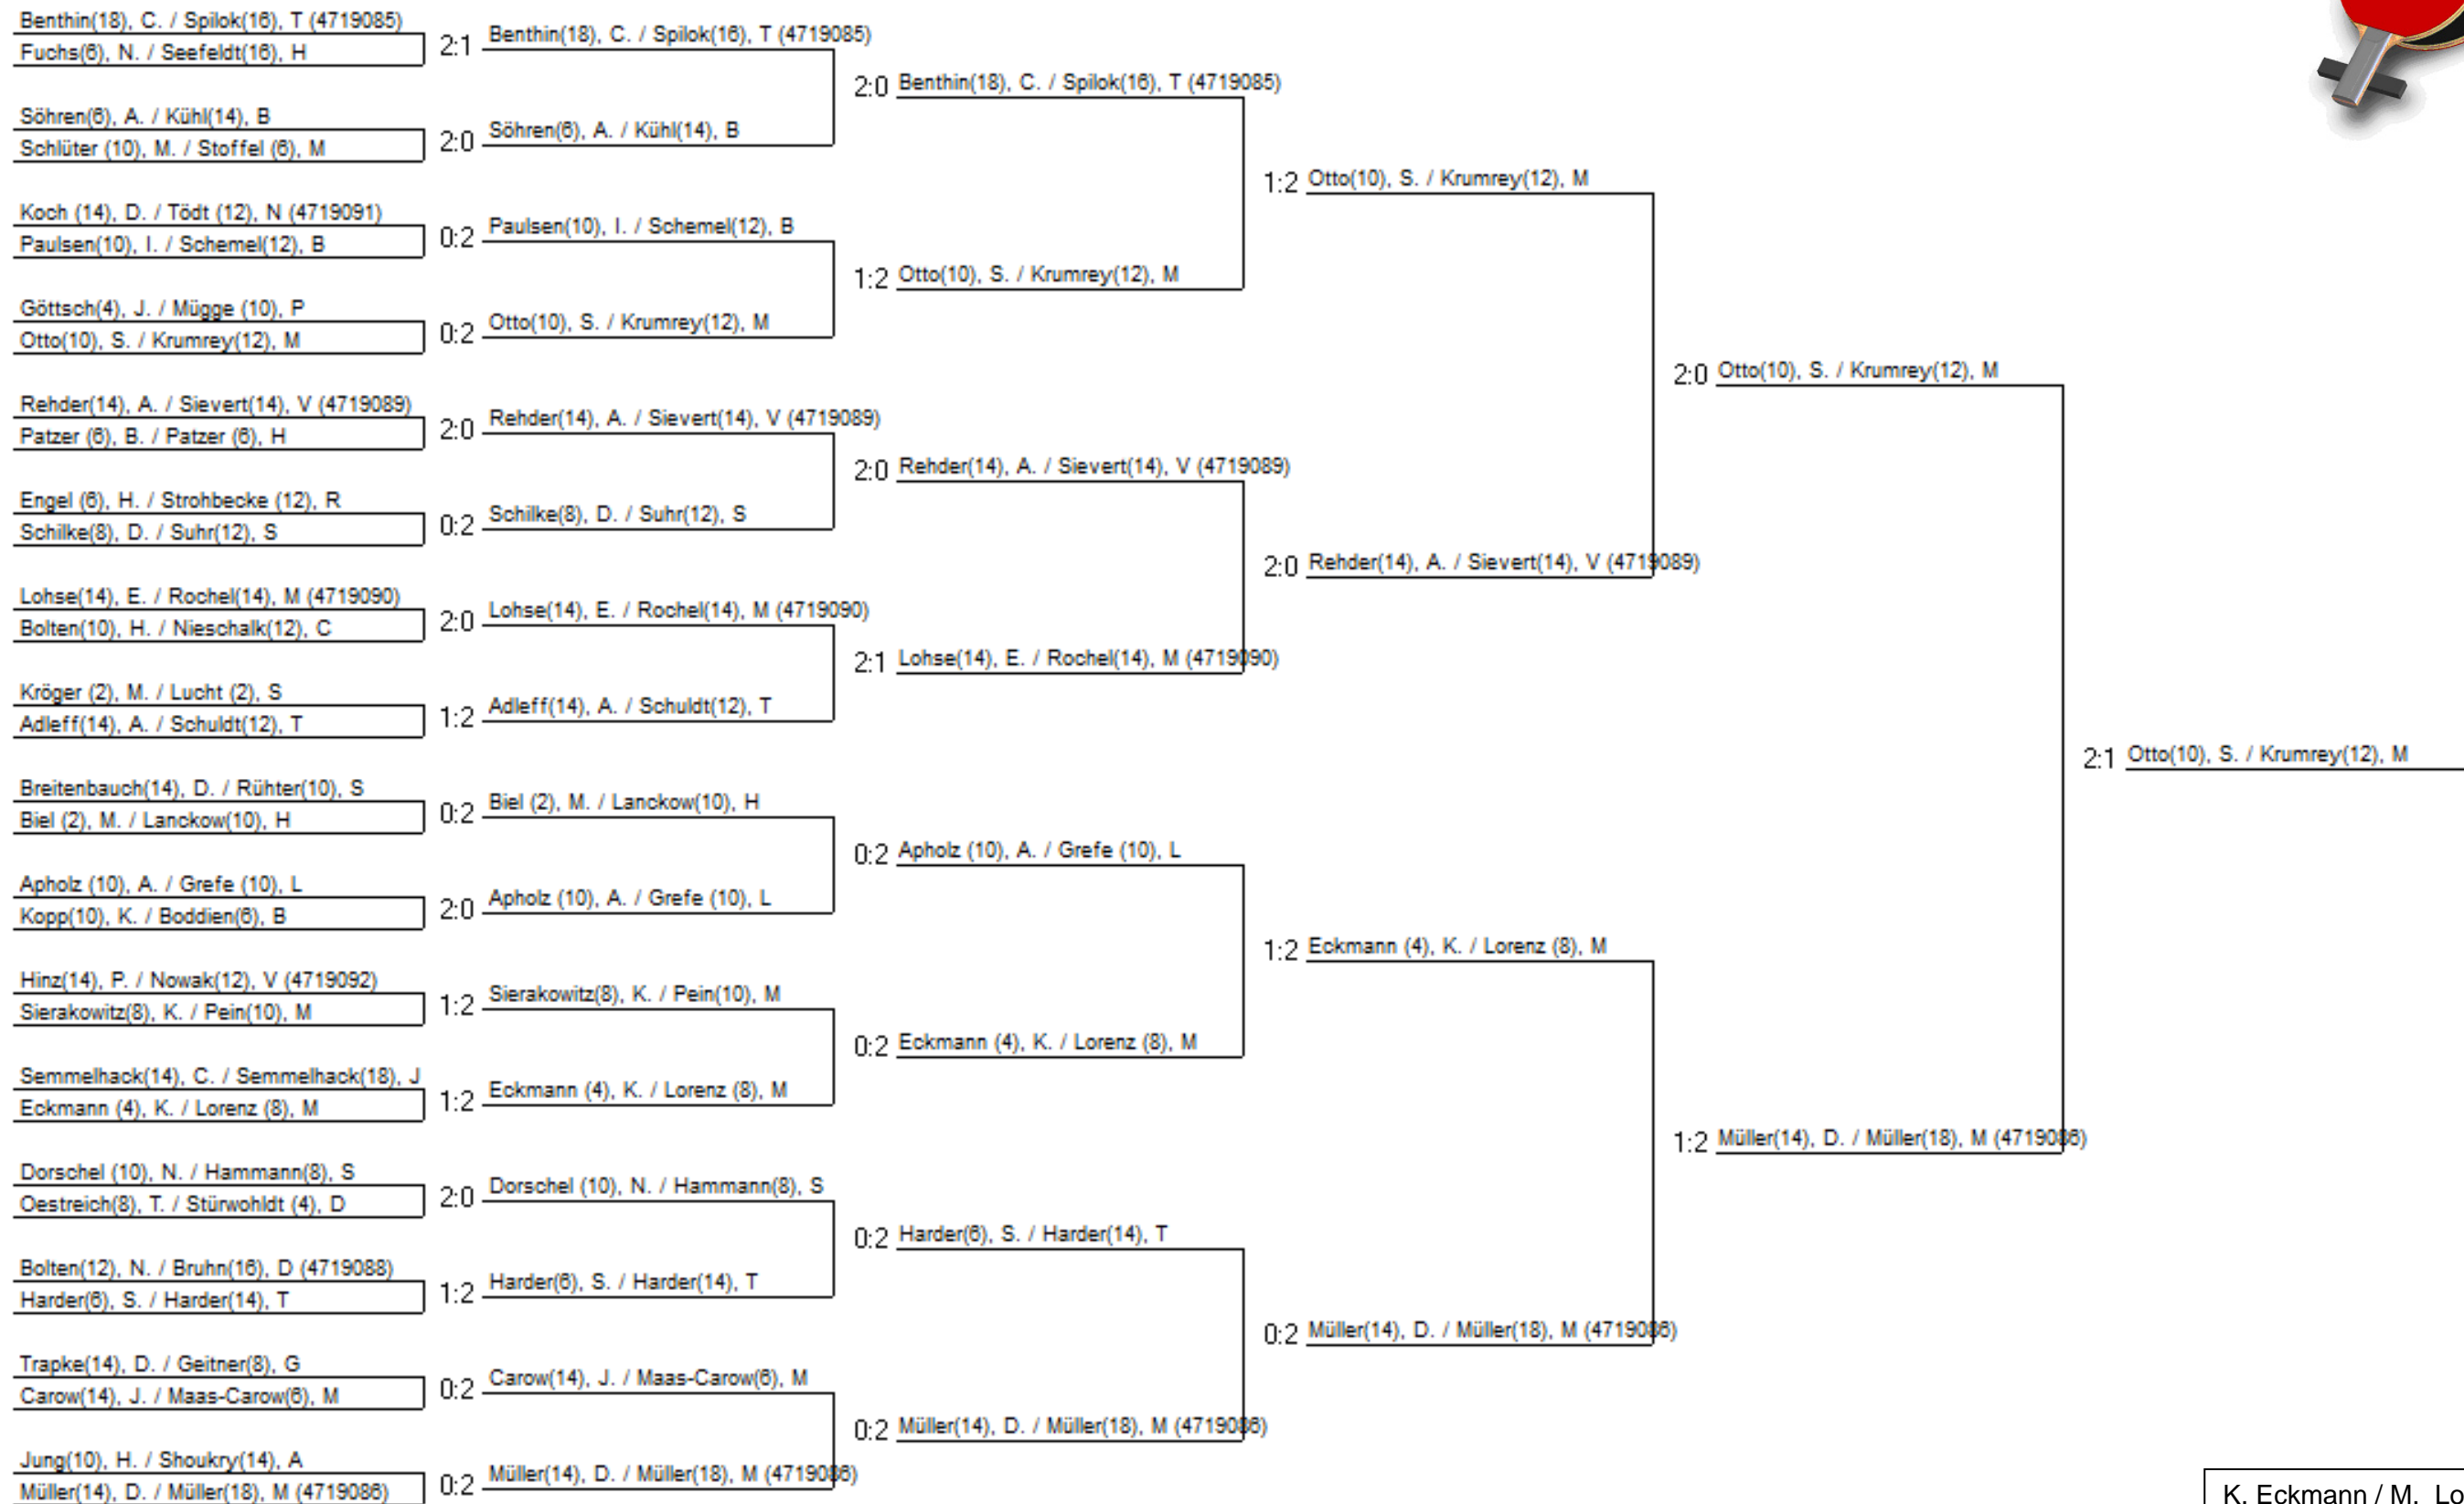 Benthin(18), C. / Spilok(16), T (4719085)
Fuchs(6), N. / Seefeldt(16), H
Söhren(6), A. / Kühl(14), B
Schlüter (10), M. / Stoffel (6), M
Koch (14), D. / Tödt (12), N (4719091)
Paulsen(10), I. / Schemel(12), B
Göttsch(4), J. / Mügge (10), P
Otto(10), S. / Krumrey(12), M
Rehder(14), A. / Sievert(14), V (4719089)
Patzer (6), B. / Patzer (6), H
Engel (6), H. / Strohbecke (12), R
Schilke(8), D. / Suhr(12), S
Lohse(14), E. / Rochel(14), M (4719090)
Bolten(10), H. / Nieschalk(12), C
Kröger (2), M. / Lucht (2), S
Adleff(14), A. / Schuldt(12), T
Breitenbauch(14), D. / Rühter(10), S
Biel (2), M. / Lanckow(10), H
Apholz (10), A. / Grefe (10), L
Kopp(10), K. / Boddien(6), B
Hinz(14), P. / Nowak(12), V (4719092)
Sierakowitz(8), K. / Pein(10), M
Semmelhack(14), C. / Semmelhack(18), J
Eckmann (4), K. / Lorenz (8), M
Dorschel (10), N. / Hammann(8), S
Oestreich(8), T. / Stürwohldt (4), D
Bolten(12), N. / Bruhn(16), D (4719088)
Harder(6), S. / Harder(14), T
Trapke(14), D. / Geitner(8), G
Carow(14), J. / Maas-Carow(6), M
Jung(10), H. / Shoukry(14), A
Müller(14), D. / Müller(18), M (4719086)
2:1 Benthin(18), C. / Spilok(16), T (4719085)
2:0 Söhren(6), A. / Kühl(14), B
0:2 Paulsen(10), I. / Schemel(12), B
0:2 Otto(10), S. / Krumrey(12), M
2:0 Rehder(14), A. / Sievert(14), V (4719089)
0:2 Schilke(8), D. / Suhr(12), S
2:0 Lohse(14), E. / Rochel(14), M (4719090)
1:2 Adleff(14), A. / Schuldt(12), T
0:2 Biel (2), M. / Lanckow(10), H
2:0 Apholz (10), A. / Grefe (10), L
1:2 Sierakowitz(8), K. / Pein(10), M
1:2 Eckmann (4), K. / Lorenz (8), M
2:0 Dorschel (10), N. / Hammann(8), S
1:2 Harder(6), S. / Harder(14), T
0:2 Carow(14), J. / Maas-Carow(6), M
0:2 Müller(14), D. / Müller(18), M (4719086)
2:0 Benthin(18), C. / Spilok(16), T (4719085)
1:2 Otto(10), S. / Krumrey(12), M
2:0 Rehder(14), A. / Sievert(14), V (4719089)
2:1 Lohse(14), E. / Rochel(14), M (4719090)
0:2 Apholz (10), A. / Grefe (10), L
0:2 Eckmann (4), K. / Lorenz (8), M
0:2 Harder(6), S. / Harder(14), T
0:2 Müller(14), D. / Müller(18), M (4719086)
1:2 Otto(10), S. / Krumrey(12), M
2:0 Rehder(14), A. / Sievert(14), V (4719089)
1:2 Eckmann (4), K. / Lorenz (8), M
0:2 Müller(14), D. / Müller(18), M (4719086)
2:0 Otto(10), S. / Krumrey(12), M
1:2 Müller(14), D. / Müller(18), M (4719086)
2:1 Otto(10), S. / Krumrey(12), M
K. Eckmann / M. Lo